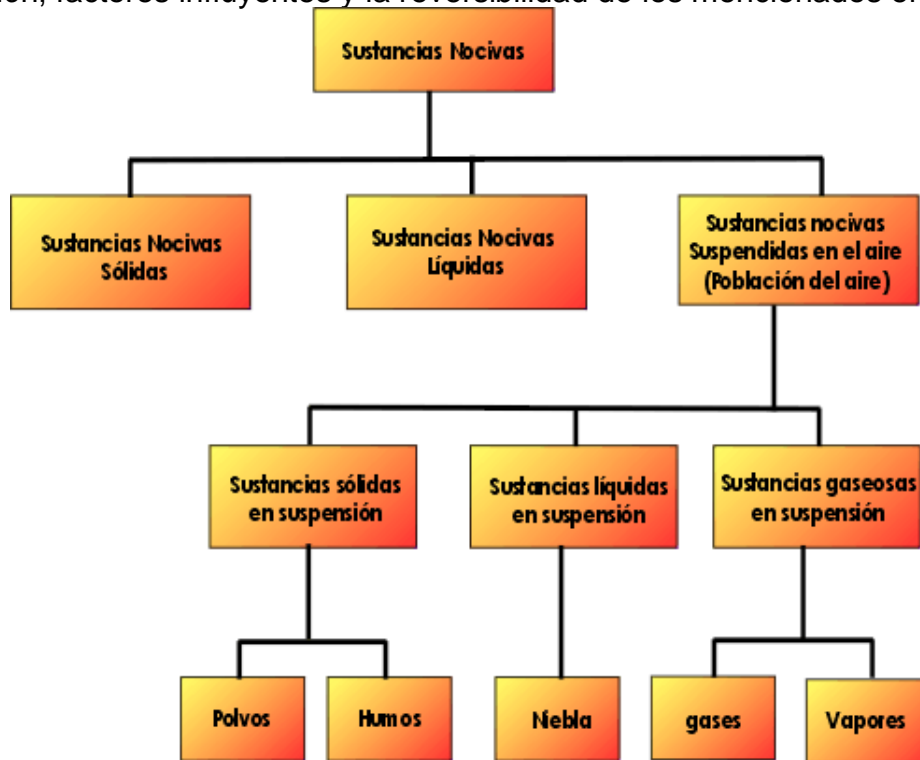 factores influyentes y la reversibilidad de los mencionados
Sustancias Nocivas
Sustancias Nocivas
Sólidas
Sustancias Nocivas
Líquidas
Sustancias nocivas
Suspendidas en el aire
(Población del aire)
Sustancias sólidas
en suspensión
Sustancias líquidas
en suspensión
Sustancias gaseosas
en suspensión
Polvos
Humos
Niebla
gases
Vapores